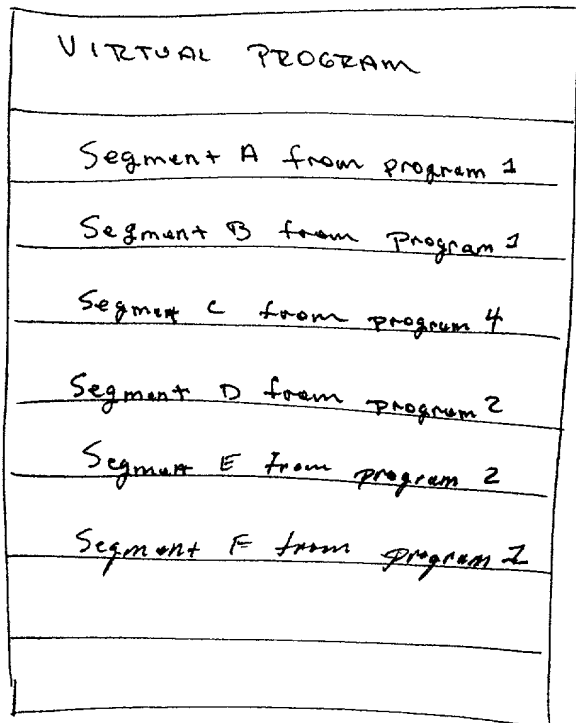 VIRTUAL PROGRAM
Segment A from program 1
Segment B from program 1
Segment C from program 4
Segment D from program 2
Segment E from program 2
Segment F from program 1